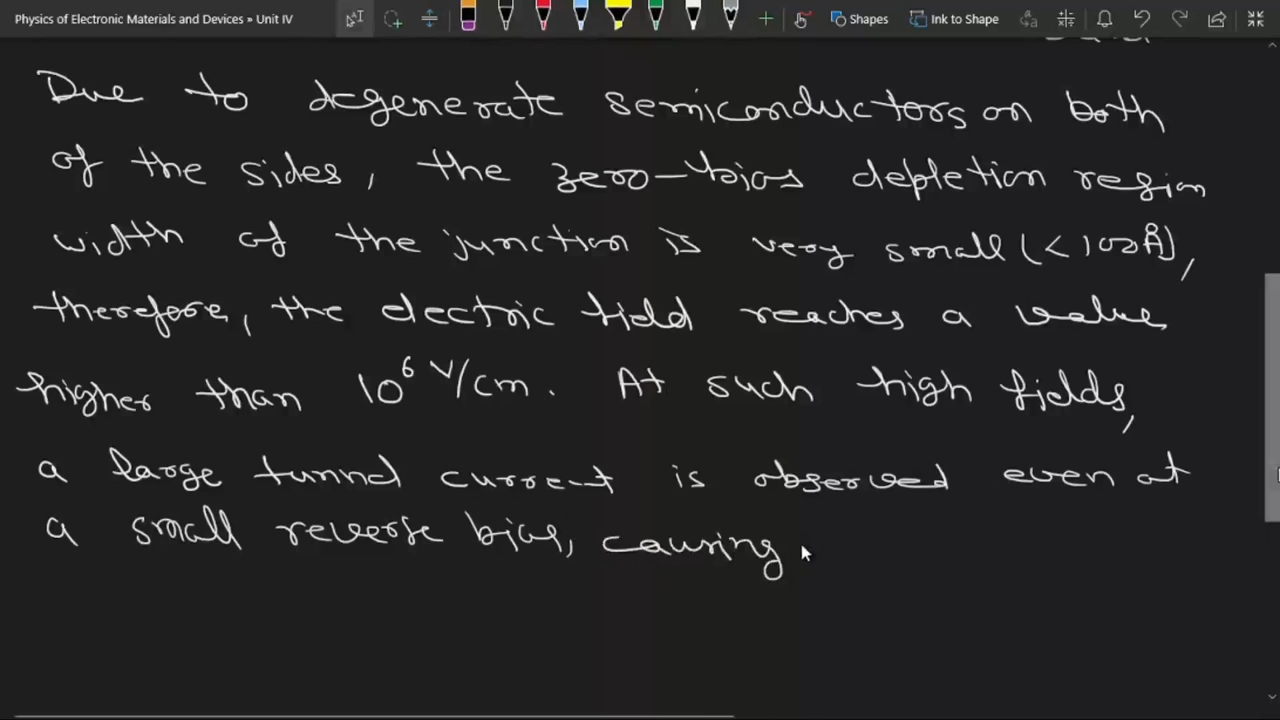 Physics of Electronic Materials and Devices » Unit IV
Shapes
Ink to Shape
Due to degenerate semiconductors on both
of the sides, the zero-bias depletion region
width of the junction is very small (< 100Å),
therefore, the electric field reaches a value
higher than 10⁶ V/cm. At such high fields,
a large tunnel current is observed even at
a small reverse bias, causing